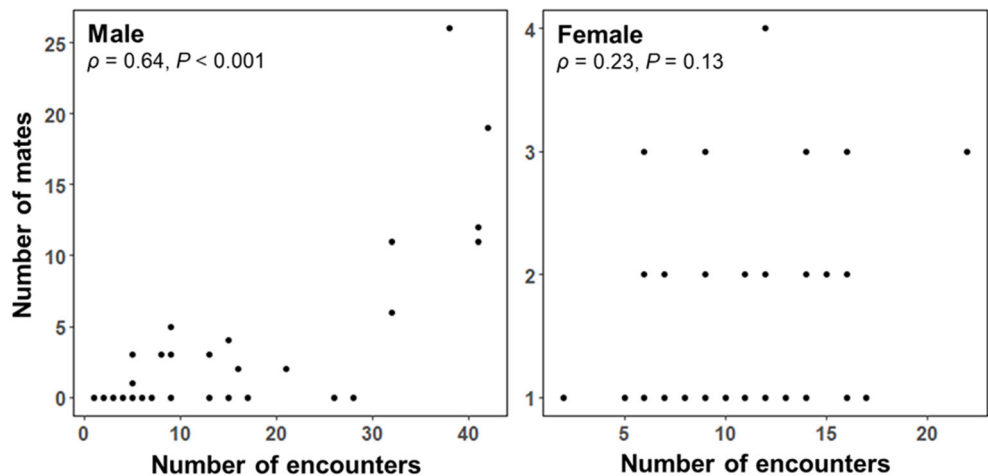 Male
ρ = 0.64, P < 0.001
25
20
15
10
5
0
0
10
20
30
40
Number of mates
Number of encounters
Female
ρ = 0.23, P = 0.13
4
3
2
1
5
10
15
20
Number of encounters